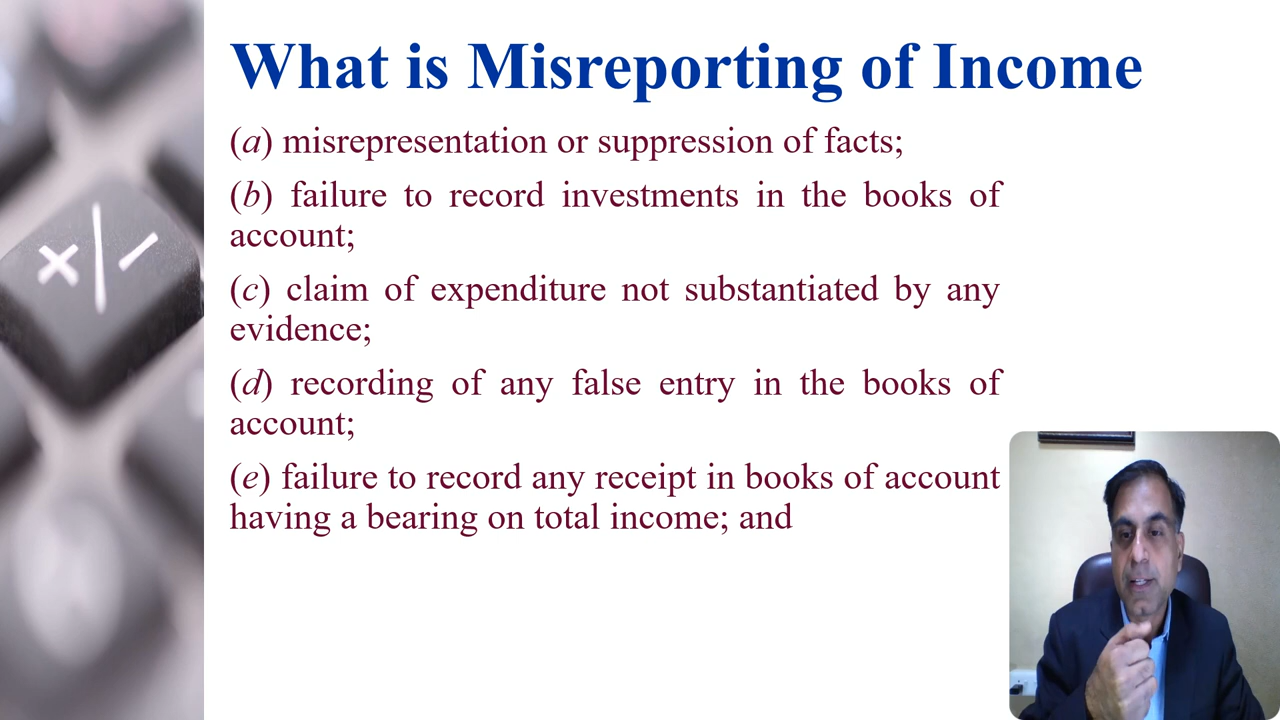 What is Misreporting of Income
(a) misrepresentation or suppression of facts;
(b) failure to record investments in the books of
account;
(c) claim of expenditure not substantiated by any
evidence;
(d) recording of any false entry in the books of
account;
(e) failure to record any receipt in books of account
having a bearing on total income; and